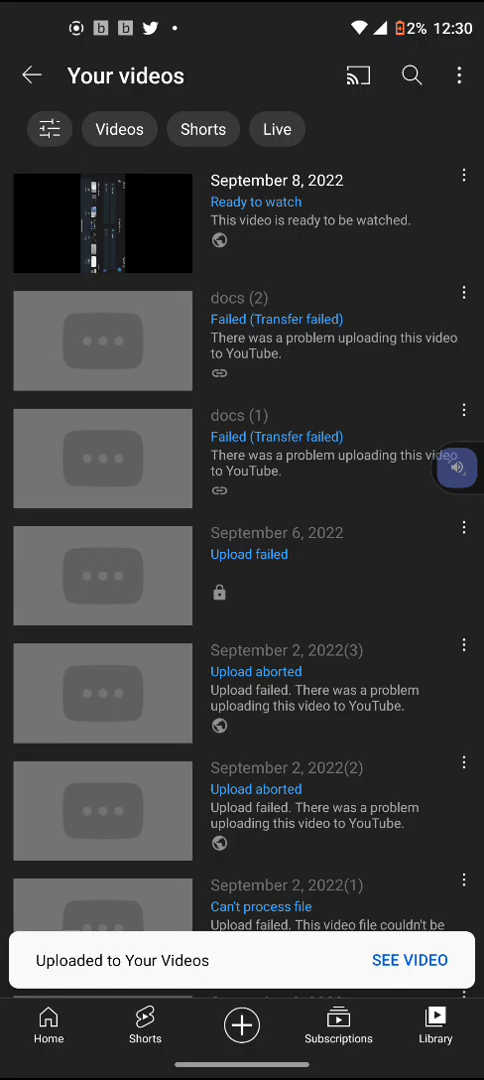 2% 12:30
Your videos
Videos Shorts Live
September 8, 2022
Ready to watch
This video is ready to be watched.
docs (2)
Failed (Transfer failed)
There was a problem uploading this video
to YouTube.
docs (1)
Failed (Transfer failed)
There was a problem uploading this video
to YouTube.
September 6, 2022
Upload failed
September 2, 2022(3)
Upload aborted
Upload failed. There was a problem
uploading this video to YouTube.
September 2, 2022(2)
Upload aborted
Upload failed. There was a problem
uploading this video to YouTube.
September 2, 2022(1)
Can't process file
Upload failed. This video file couldn't be
Uploaded to Your Videos SEE VIDEO
Home Shorts Subscriptions Library